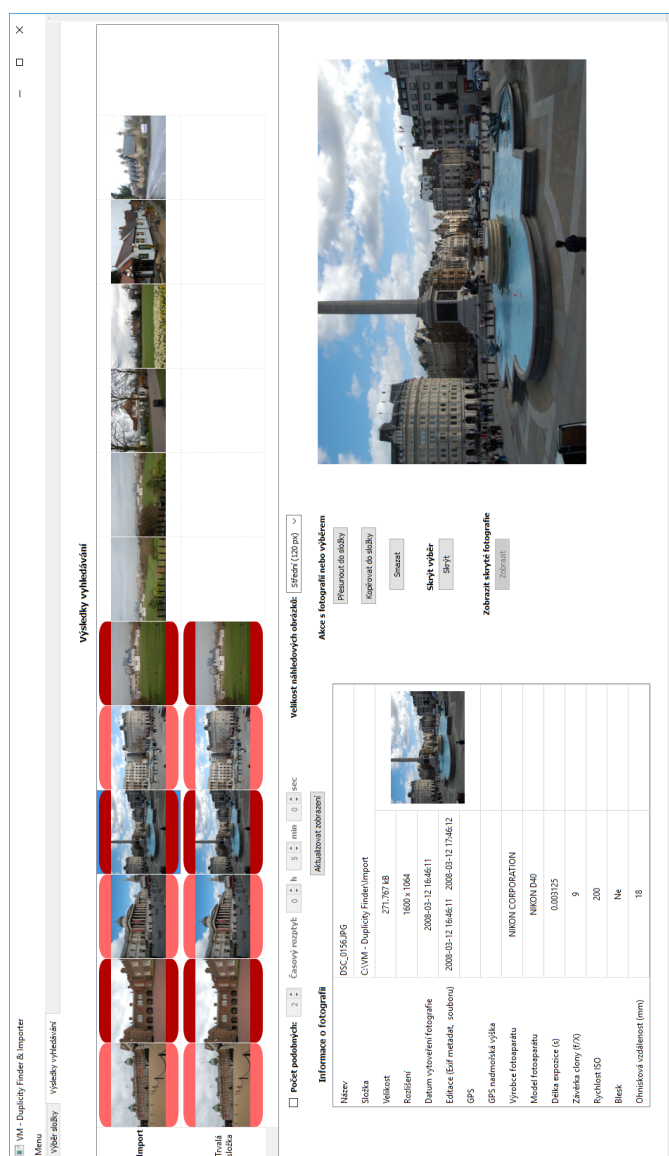 VM - Duplicity Finder & Importer
Menu
Výběr složky Výsledky vyhledávání
Výsledky vyhledávání
Import
Trvalá
složka
Počet podobných: 2 Časový rozptyl: 0 h 5 min 0 sec Velikost náhledových obrázků: Střední (120 px)
Informace o fotografii Aktualizovat zobrazení
Název DSC_0156.JPG
Složka C:\VM - Duplicity Finder\Import
Velikost 271.767 kB
Rozlišení 1600 x 1064
Datum vytoveření fotografie 2008-03-12 16:46:11
Editace (Exif metadat, souboru) 2008-03-12 16:46:11 2008-03-12 17:46:12
GPS
GPS nadmořská výška
Výrobce fotoaparátu NIKON CORPORATION
Model fotoaparátu NIKON D40
Délka expozice (s) 0.003125
Závěrka clony (f/X) 9
Rychlost ISO 200
Blesk Ne
Ohnisková vzdálenost (mm) 18
Akce s fotografií nebo výběrem
Přesunout do složky
Kopírovat do složky
Smazat
Skrýt výběr
Skrýt
Zobrazit skryté fotografie
Zobrazit